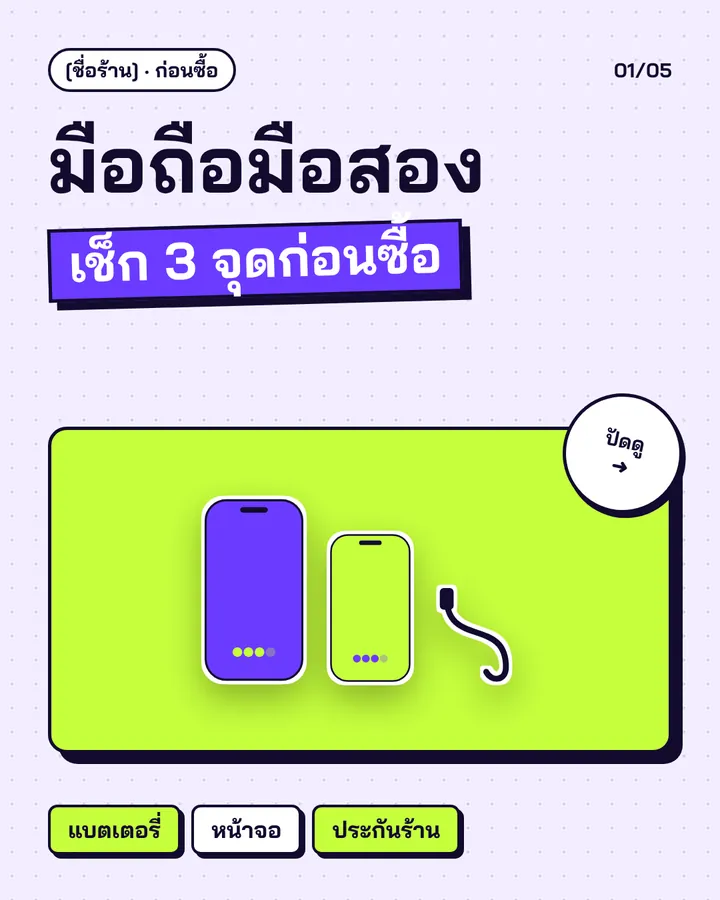 [ชื่อร้าน] · ก่อนซื้อ
01/05
มือถือมือสอง
เช็ก 3 จุดก่อนซื้อ
ปัดดู
→
แบตเตอรี่
หน้าจอ
ประกันร้าน